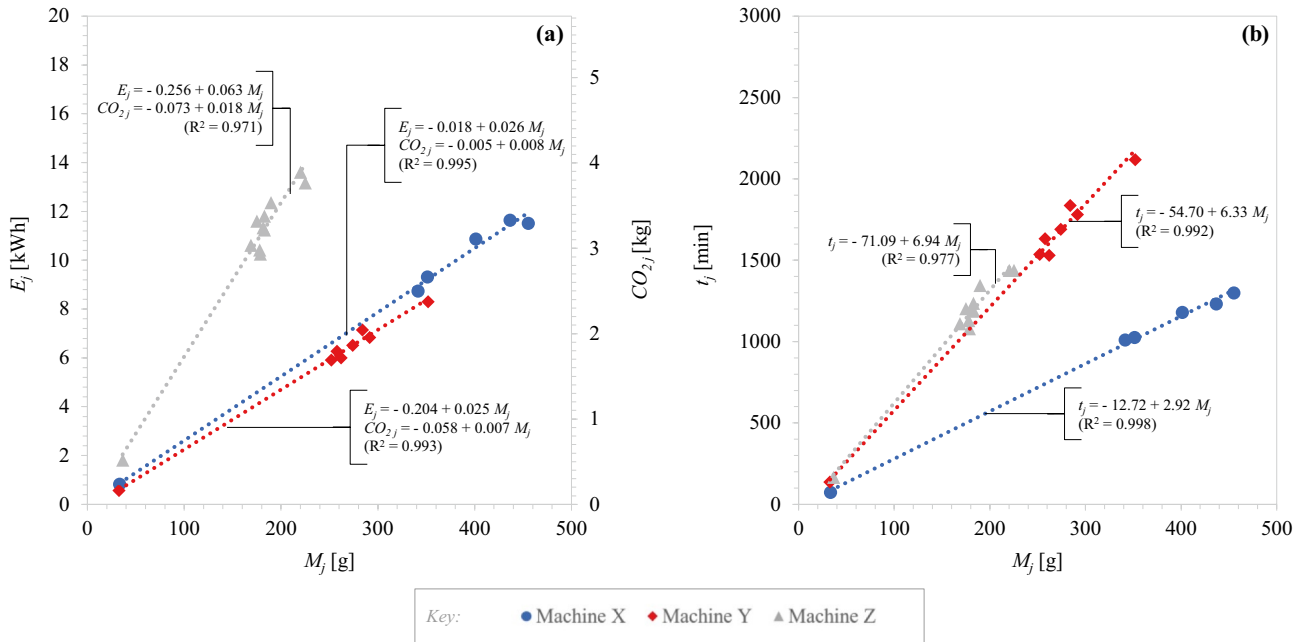 (a)
E_j [kWh]
20
18
16
14
12
10
8
6
4
2
0
E_j = - 0.256 + 0.063 M_j
CO_2 j = - 0.073 + 0.018 M_j
(R² = 0.971)
E_j = - 0.018 + 0.026 M_j
CO_2 j = - 0.005 + 0.008 M_j
(R² = 0.995)
E_j = - 0.204 + 0.025 M_j
CO_2 j = - 0.058 + 0.007 M_j
(R² = 0.993)
5
4
3
2
1
0
CO_2 j [kg]
0 100 200 300 400 500
M_j [g]
(b)
t_j [min]
3000
2500
2000
1500
1000
500
0
t_j = - 71.09 + 6.94 M_j
(R² = 0.977)
t_j = - 54.70 + 6.33 M_j
(R² = 0.992)
t_j = - 12.72 + 2.92 M_j
(R² = 0.998)
0 100 200 300 400 500
M_j [g]
Key: Machine X Machine Y Machine Z